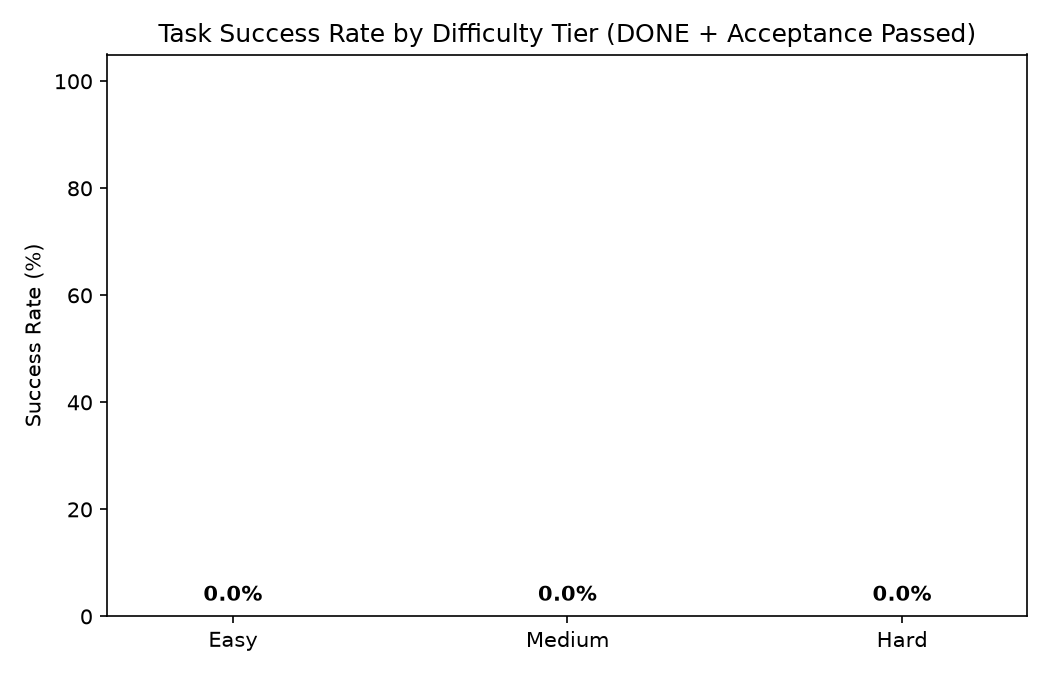 Task Success Rate by Difficulty Tier (DONE + Acceptance Passed)
Success Rate (%)
100
80
60
40
20
0
0.0%
0.0%
0.0%
Easy
Medium
Hard